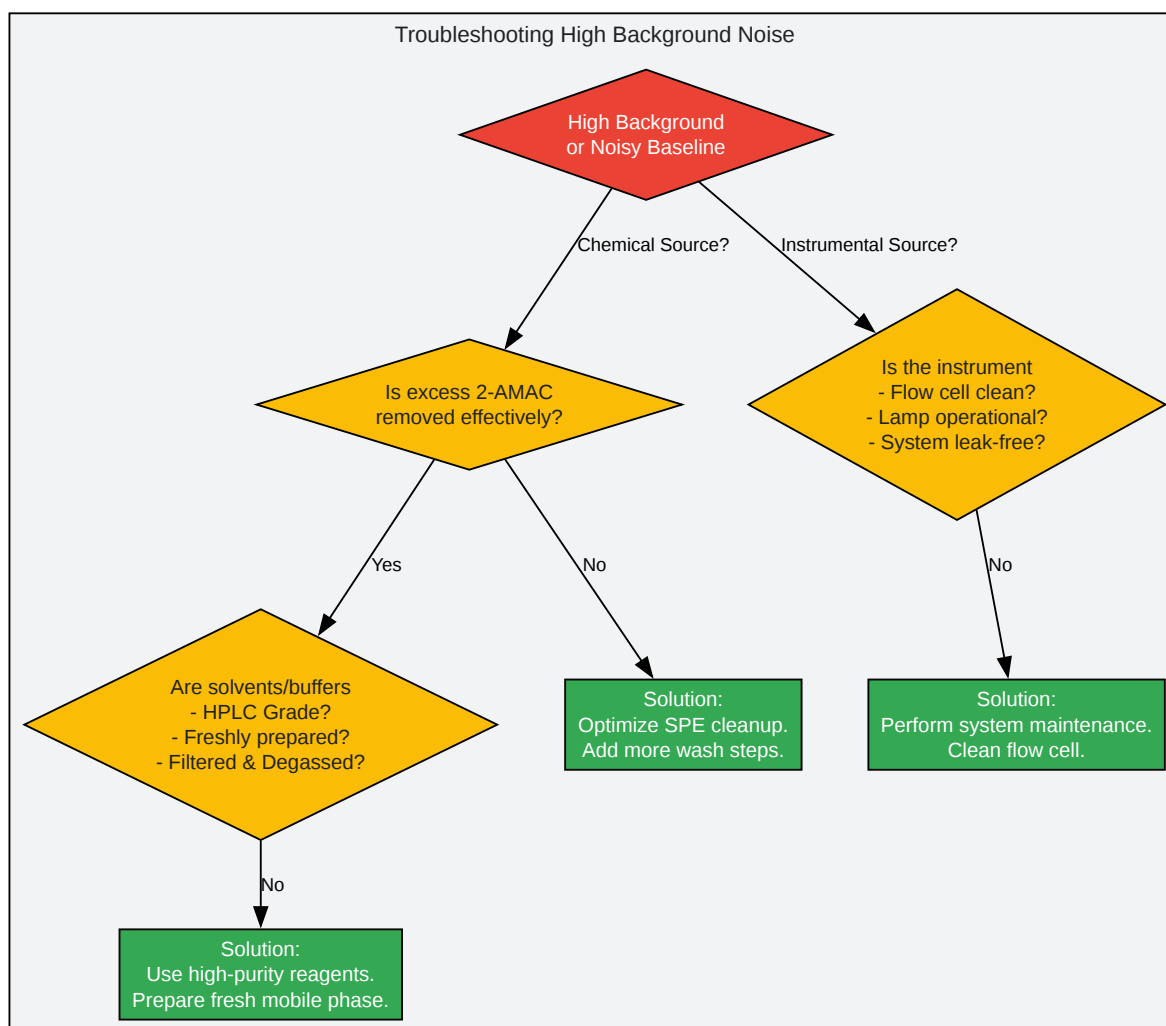 Troubleshooting High Background Noise
High Background
or Noisy Baseline
Chemical Source?
Instrumental Source?
Is excess 2-AMAC
removed effectively?
Is the instrument
- Flow cell clean?
- Lamp operational?
- System leak-free?
Yes
No
No
Are solvents/buffers
- HPLC Grade?
- Freshly prepared?
- Filtered & Degassed?
Solution:
Optimize SPE cleanup.
Add more wash steps.
Solution:
Perform system maintenance.
Clean flow cell.
No
Solution:
Use high-purity reagents.
Prepare fresh mobile phase.